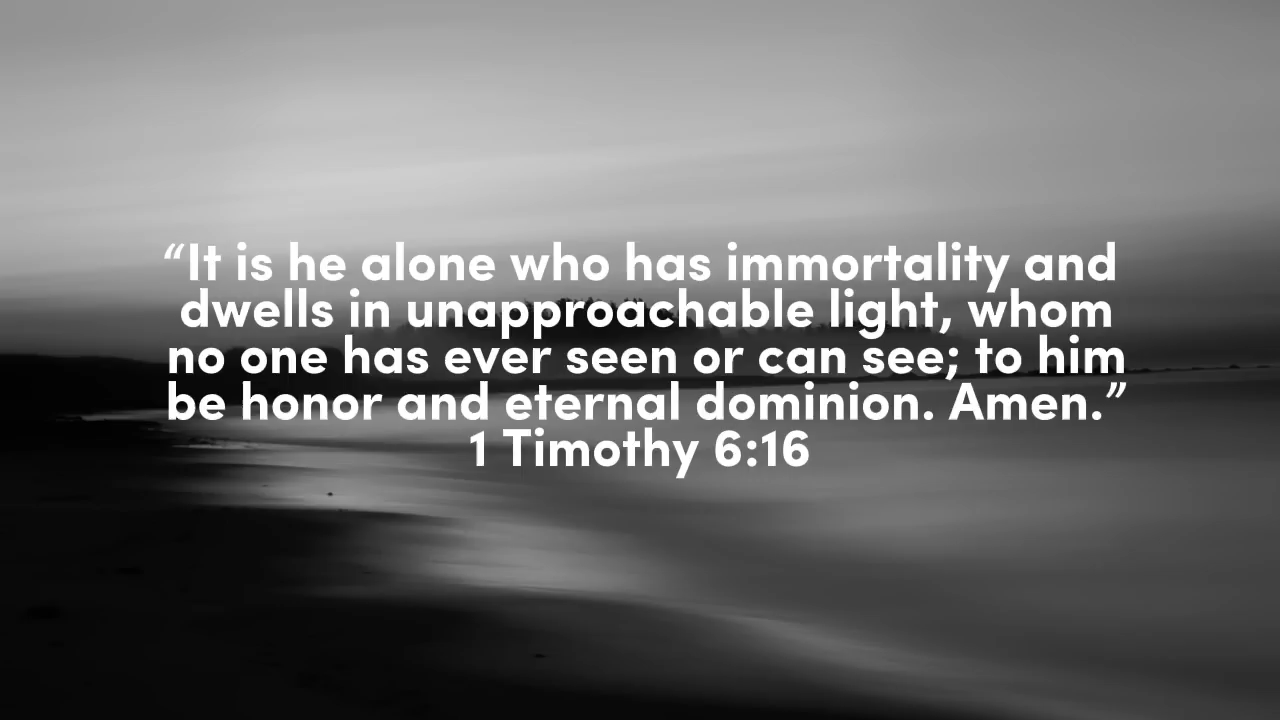 “It is he alone who has immortality and
dwells in unapproachable light, whom
no one has ever seen or can see; to him
be honor and eternal dominion. Amen.”
1 Timothy 6:16